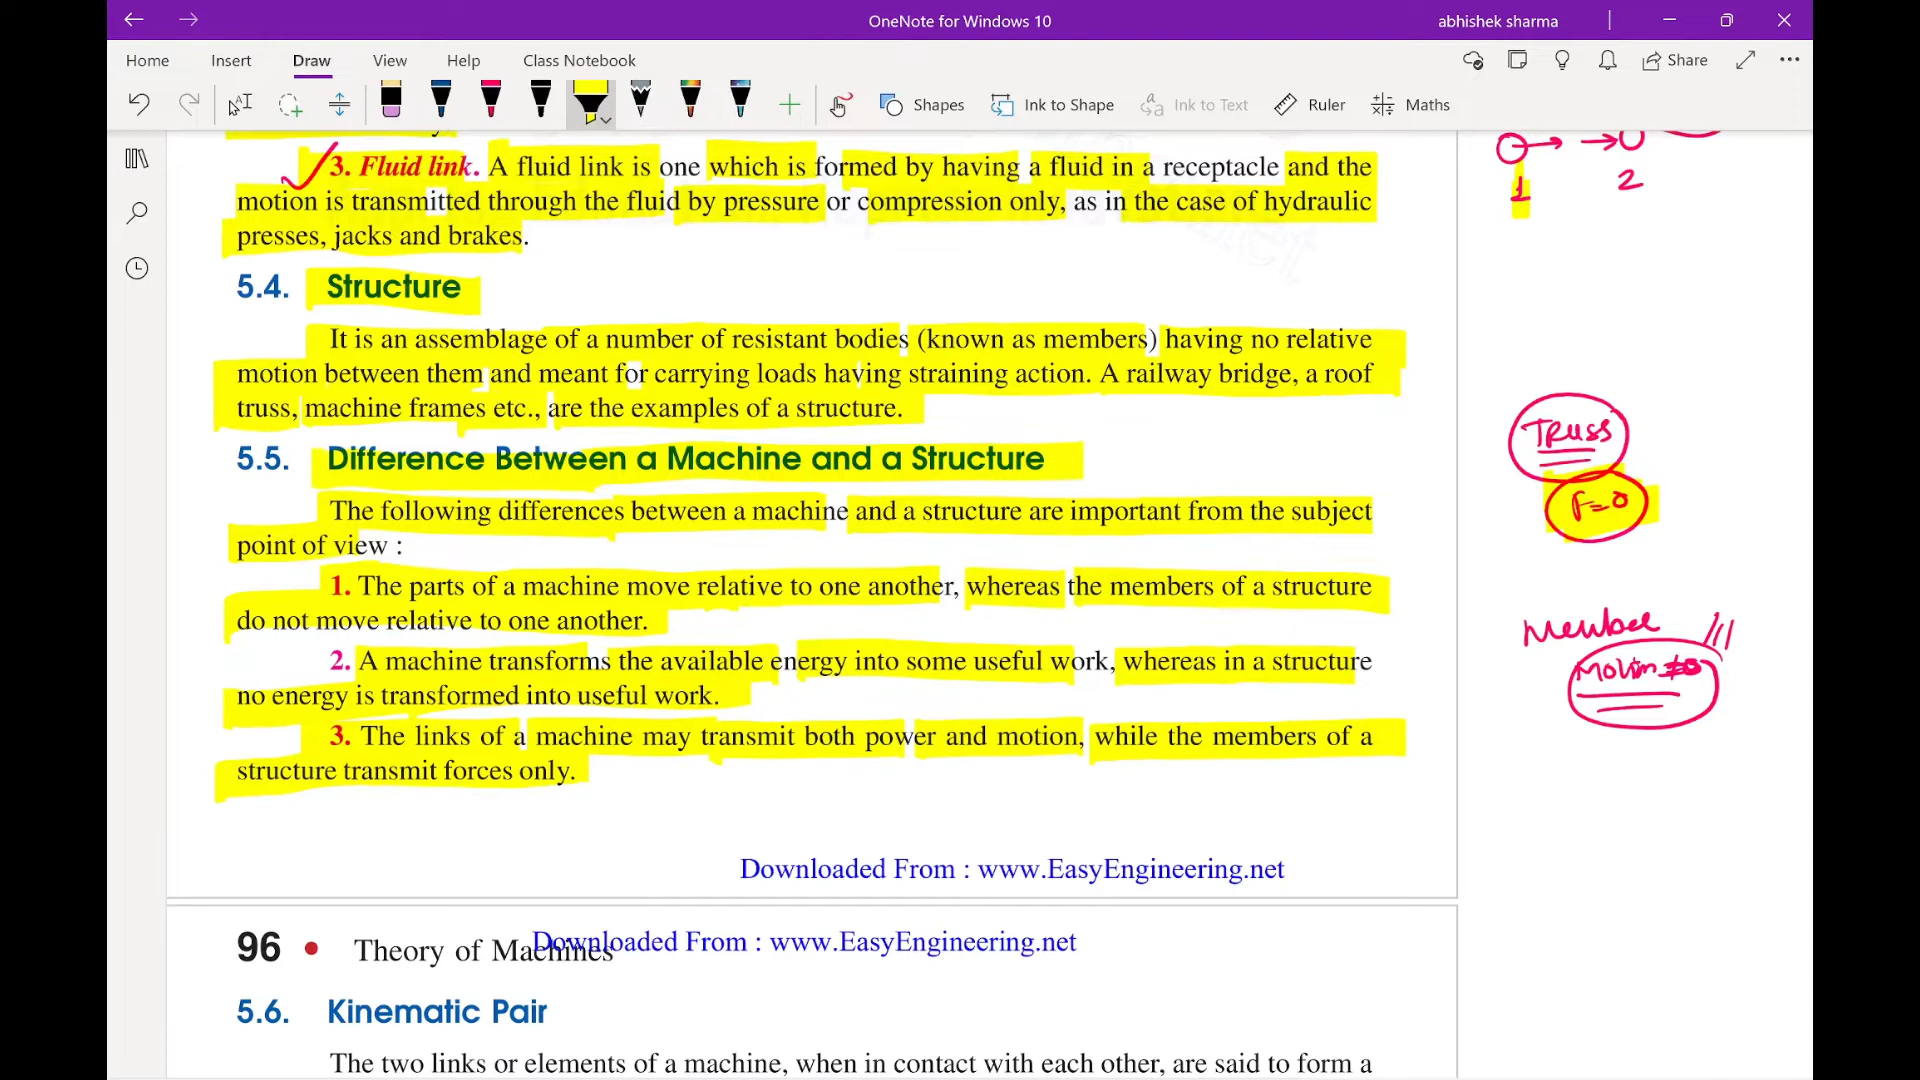 OneNote for Windows 10
abhishek sharma
Home Insert Draw View Help Class Notebook
Share
Shapes Ink to Shape Ink to Text Ruler Maths
3. Fluid link. A fluid link is one which is formed by having a fluid in a receptacle and the
motion is transmitted through the fluid by pressure or compression only, as in the case of hydraulic
presses, jacks and brakes.
1 2
5.4. Structure
It is an assemblage of a number of resistant bodies (known as members) having no relative
motion between them and meant for carrying loads having straining action. A railway bridge, a roof
truss, machine frames etc., are the examples of a structure.
Truss
F=0
5.5. Difference Between a Machine and a Structure
The following differences between a machine and a structure are important from the subject
point of view :
1. The parts of a machine move relative to one another, whereas the members of a structure
do not move relative to one another.
2. A machine transforms the available energy into some useful work, whereas in a structure
no energy is transformed into useful work.
3. The links of a machine may transmit both power and motion, while the members of a
structure transmit forces only.
Member
Downloaded From : www.EasyEngineering.net
96 • Theory of Machines
Downloaded From : www.EasyEngineering.net
5.6. Kinematic Pair
The two links or elements of a machine, when in contact with each other, are said to form a